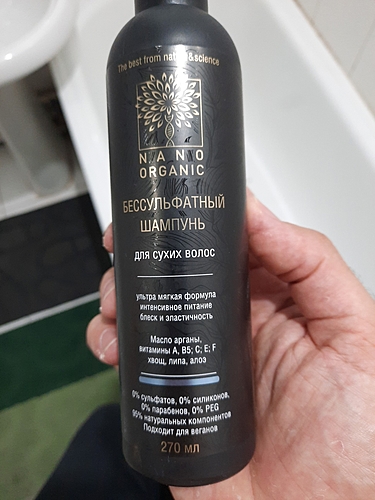 The best from nature&science
NANO
ORGANIC
БЕССУЛЬФАТНЫЙ
ШАМПУНЬ
для сухих волос
ультра мягкая формула
интенсивное питание
блеск и эластичность
Масло арганы,
витамины А, В5; С; Е; F
хвощ, липа, алоэ
0% сульфатов, 0% силиконов,
0% парабенов, 0% PEG
95% натуральных компонентов
Подходит для веганов
270 мл